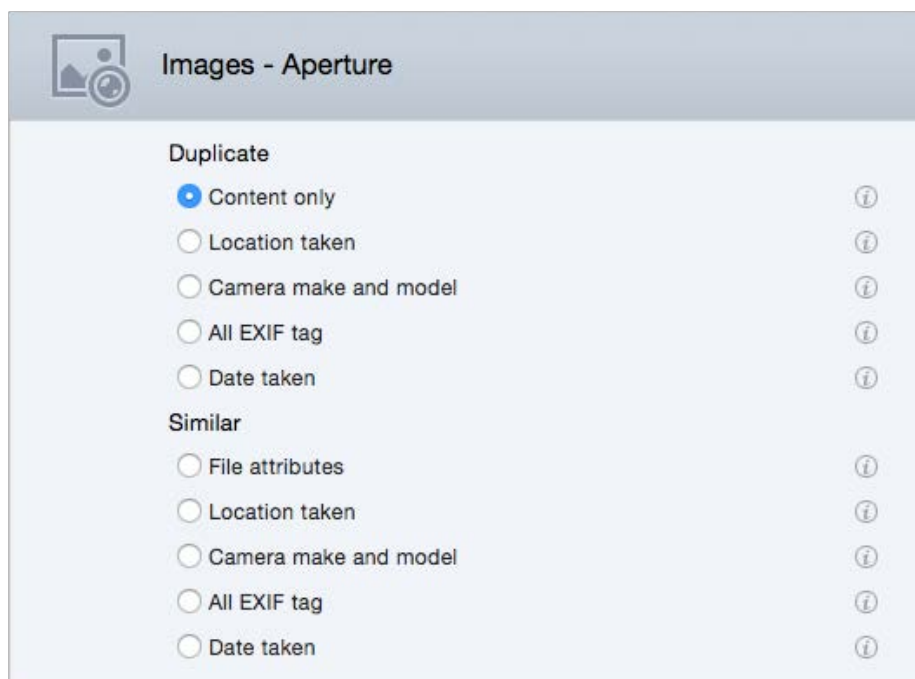 Images - Aperture
Duplicate
Content only
Location taken
Camera make and model
All EXIF tag
Date taken
Similar
File attributes
Location taken
Camera make and model
All EXIF tag
Date taken